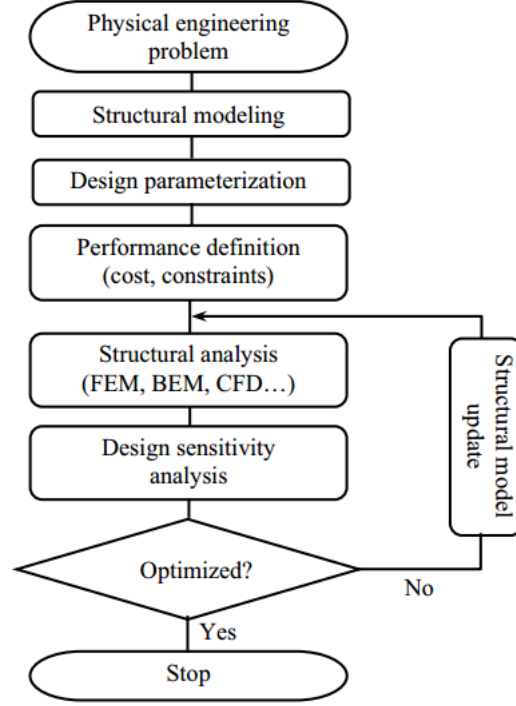 Physical engineering
problem
Structural modeling
Design parameterization
Performance definition
(cost, constraints)
Structural analysis
(FEM, BEM, CFD…)
Structural model
update
Design sensitivity
analysis
Optimized?
No
Yes
Stop